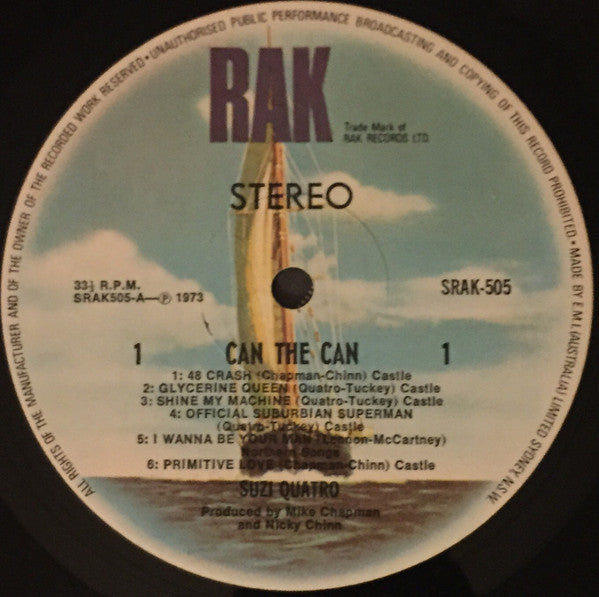 ALL RIGHTS OF THE MANUFACTURER AND OF THE OWNER OF THE RECORDED WORK RESERVED • UNAUTHORISED PUBLIC PERFORMANCE BROADCASTING AND COPYING OF THIS RECORD PROHIBITED • MADE BY E.M.I. (AUSTRALIA) LIMITED SYDNEY, N.S.W.
RAK
Trade Mark of
RAK RECORDS LTD
STEREO
33⅓ R.P.M.
SRAK505-A—Ⓟ 1973
SRAK-505
1 CAN THE CAN 1
1: 48 CRASH (Chapman-Chinn) Castle
2: GLYCERINE QUEEN (Quatro-Tuckey) Castle
3: SHINE MY MACHINE (Quatro-Tuckey) Castle
4: OFFICIAL SUBURBIAN SUPERMAN
(Quatro-Tuckey) Castle
5: I WANNA BE YOUR MAN (Lennon-McCartney)
Northern Songs
6: PRIMITIVE LOVE (Chapman-Chinn) Castle
SUZI QUATRO
Produced by Mike Chapman
and Nicky Chinn